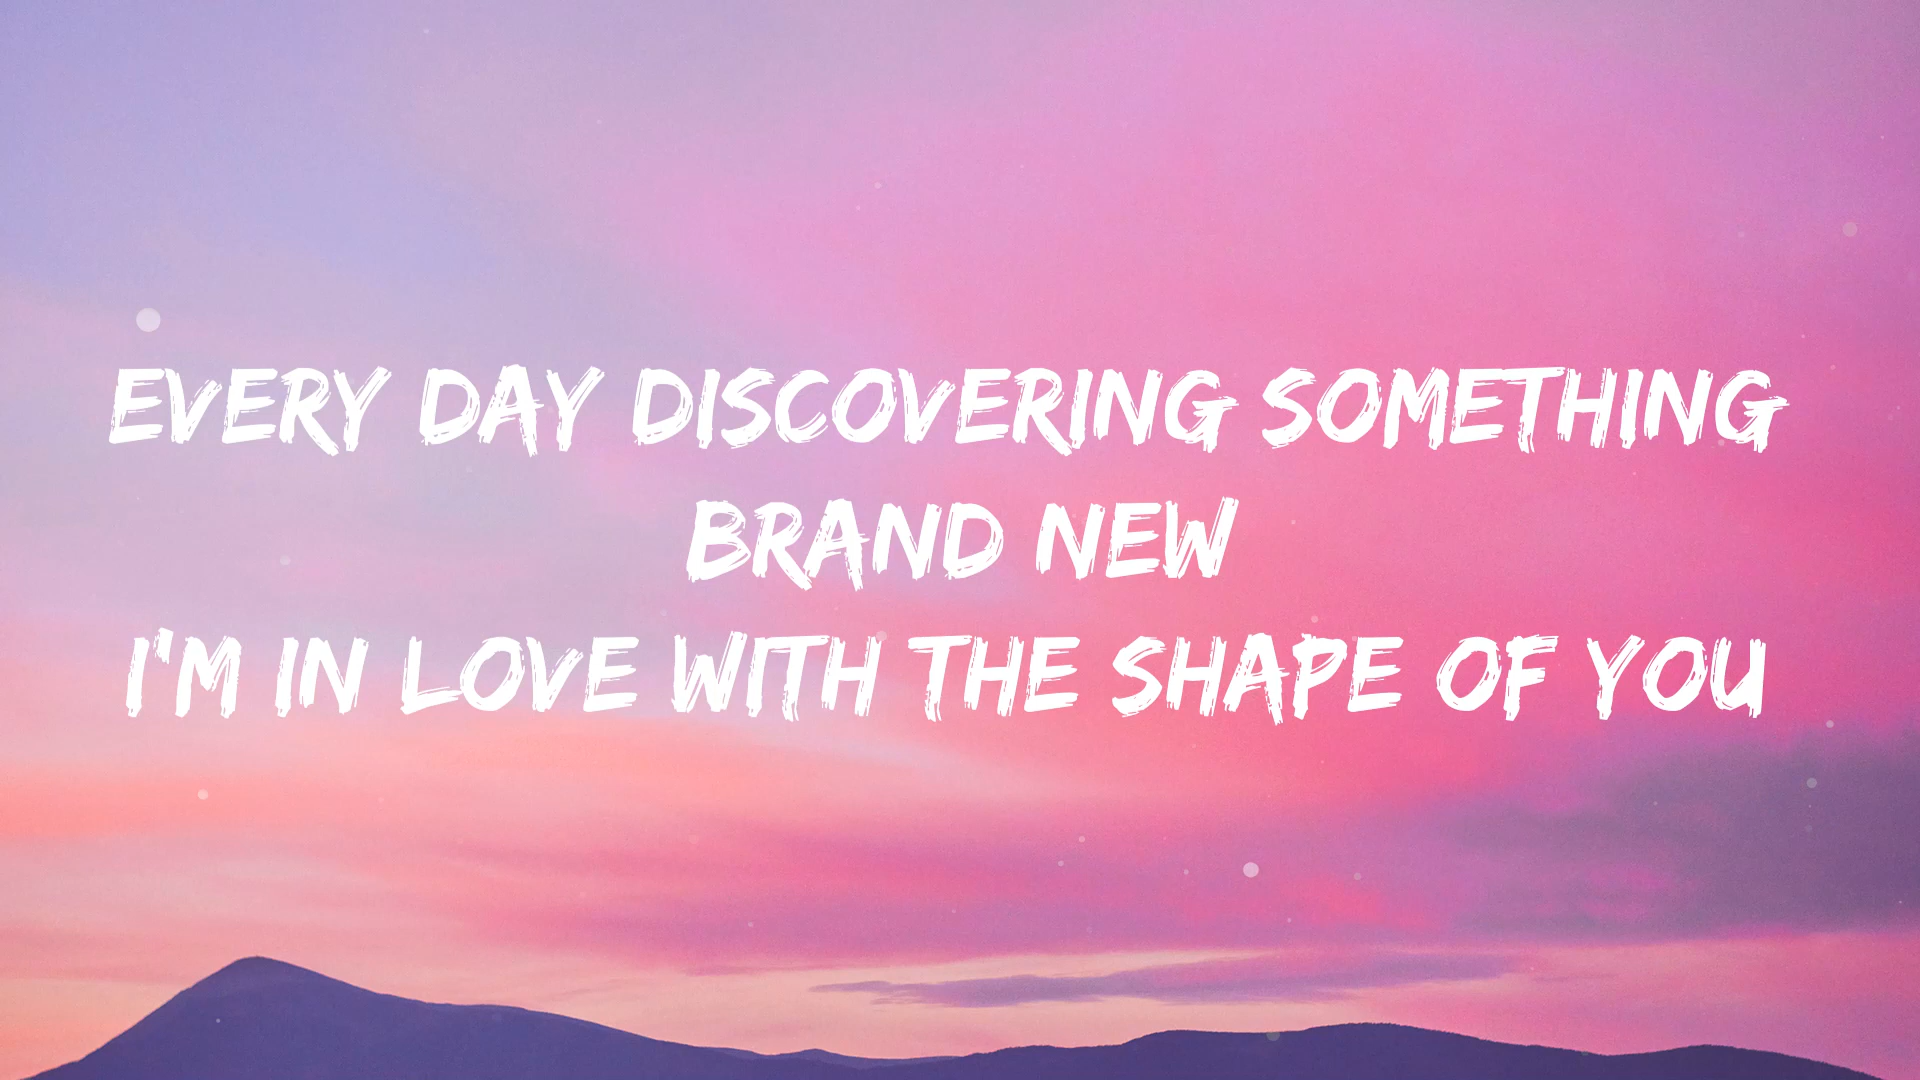 EVERY DAY DISCOVERING SOMETHING
BRAND NEW
I'M IN LOVE WITH THE SHAPE OF YOU